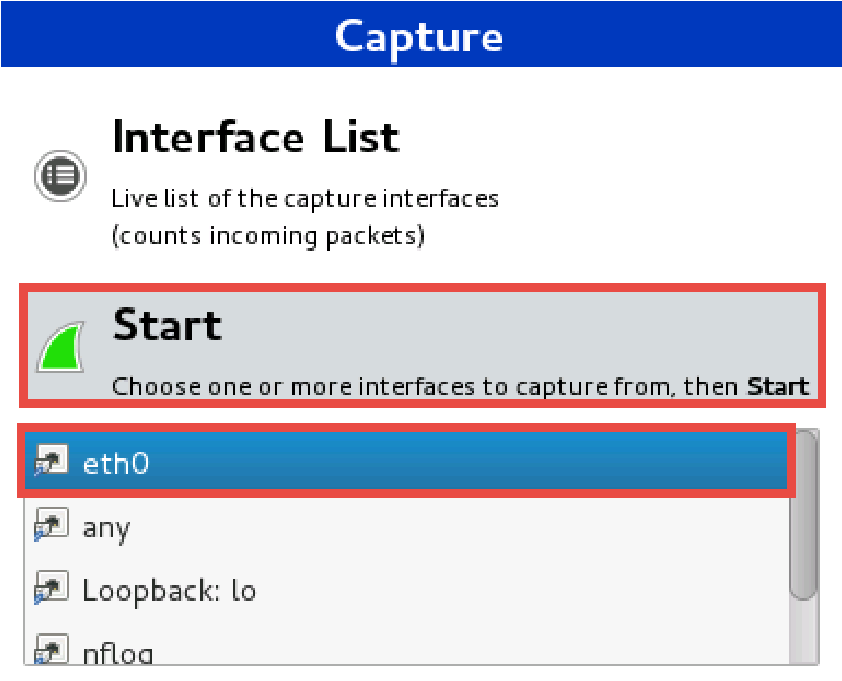 Capture
Interface List
Live list of the capture interfaces
(counts incoming packets)
Start
Choose one or more interfaces to capture from, then Start
eth0
any
Loopback: lo
nflog